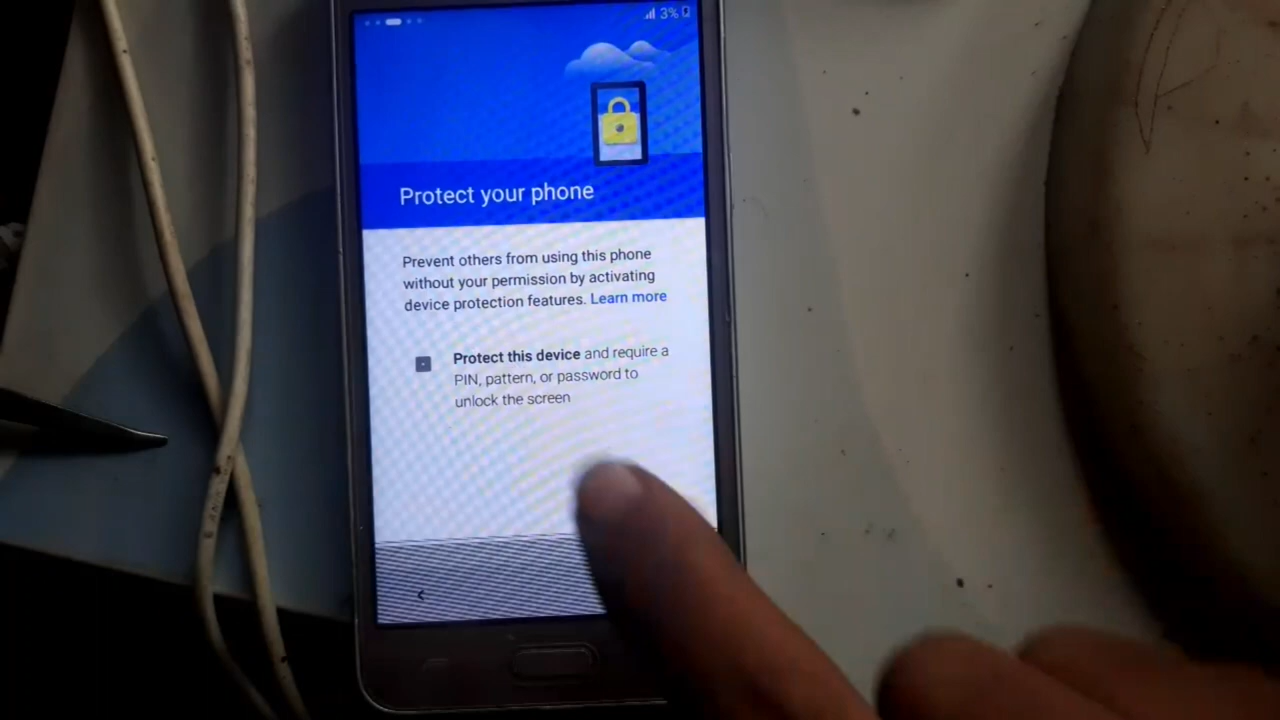 3%
Protect your phone
Prevent others from using this phone
without your permission by activating
device protection features. Learn more
Protect this device and require a
PIN, pattern, or password to
unlock the screen